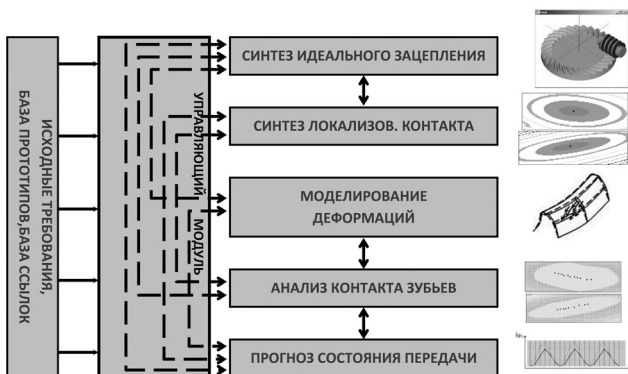 ИСХОДНЫЕ ТРЕБОВАНИЯ,
БАЗА ПРОТОТИПОВ,БАЗА ССЫЛОК
УПРАВЛЯЮЩИЙ
МОДУЛЬ
СИНТЕЗ ИДЕАЛЬНОГО ЗАЦЕПЛЕНИЯ
СИНТЕЗ ЛОКАЛИЗОВ. КОНТАКТА
МОДЕЛИРОВАНИЕ
ДЕФОРМАЦИЙ
АНАЛИЗ КОНТАКТА ЗУБЬЕВ
ПРОГНОЗ СОСТОЯНИЯ ПЕРЕДАЧИ